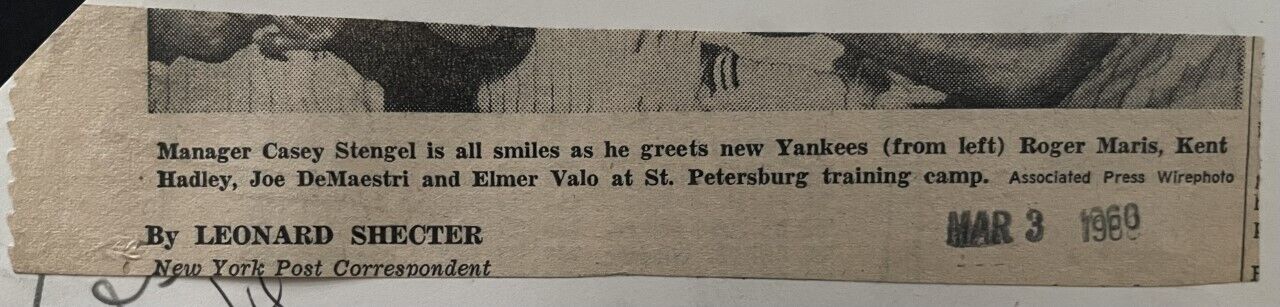 Manager Casey Stengel is all smiles as he greets new Yankees (from left) Roger Maris, Kent
Hadley, Joe DeMaestri and Elmer Valo at St. Petersburg training camp. Associated Press Wirephoto
By LEONARD SHECTER
MAR 3 1960
New York Post Correspondent